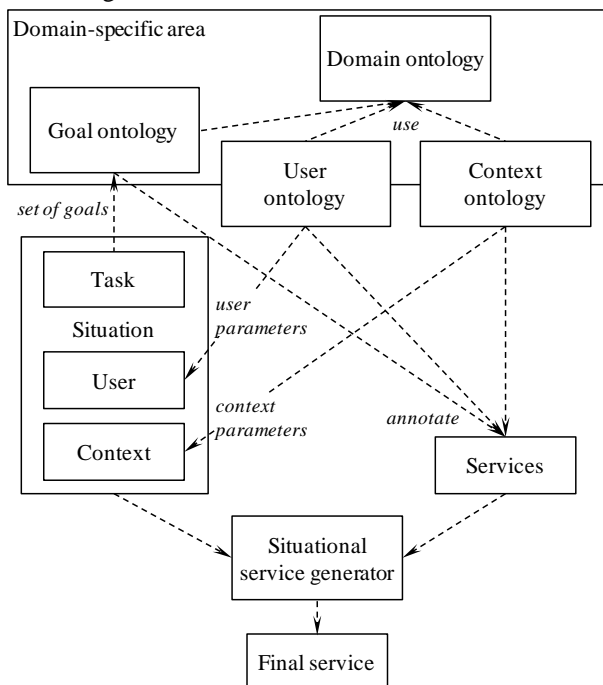 Domain-specific area
Domain ontology
Goal ontology
use
User
ontology
Context
ontology
set of goals
Task
Situation
user
parameters
User
context
parameters
annotate
Context
Services
Situational
service generator
Final service